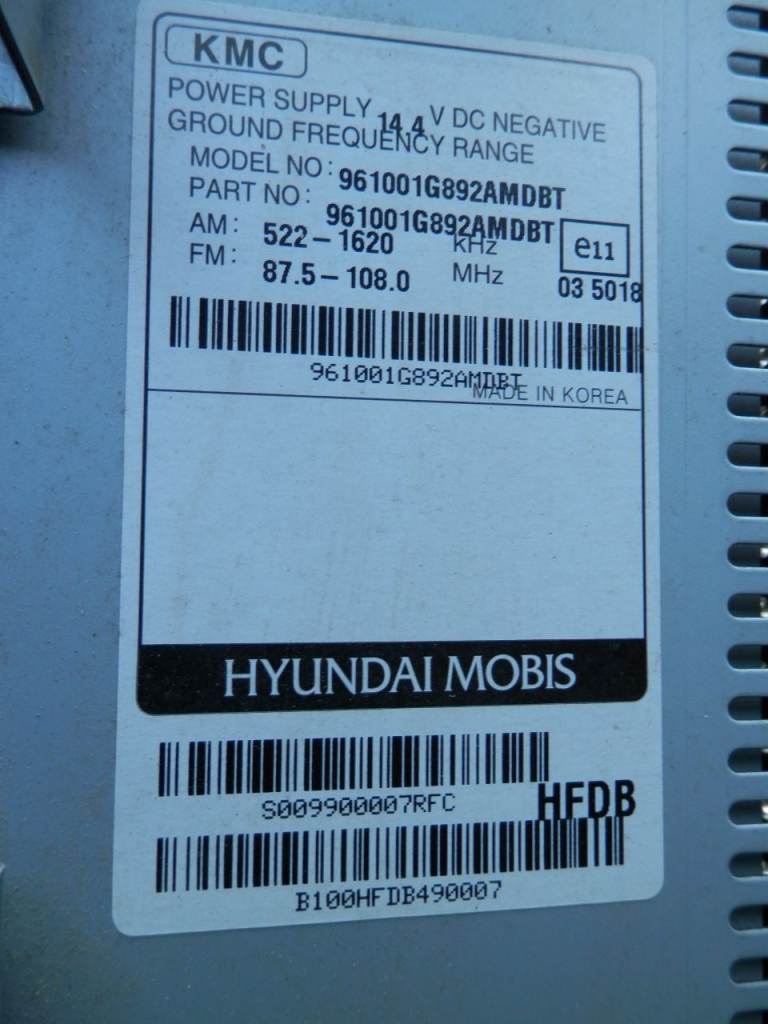 KMC
POWER SUPPLY 14.4 V DC NEGATIVE
GROUND FREQUENCY RANGE
MODEL NO: 961001G892AMDBT
PART NO: 961001G892AMDBT
AM: 522-1620 kHz
FM: 87.5-108.0 MHz
e11
03 5018
961001G892AMDBT
MADE IN KOREA
HYUNDAI MOBIS
S009900007RFC
HFDB
B100HFDB490007